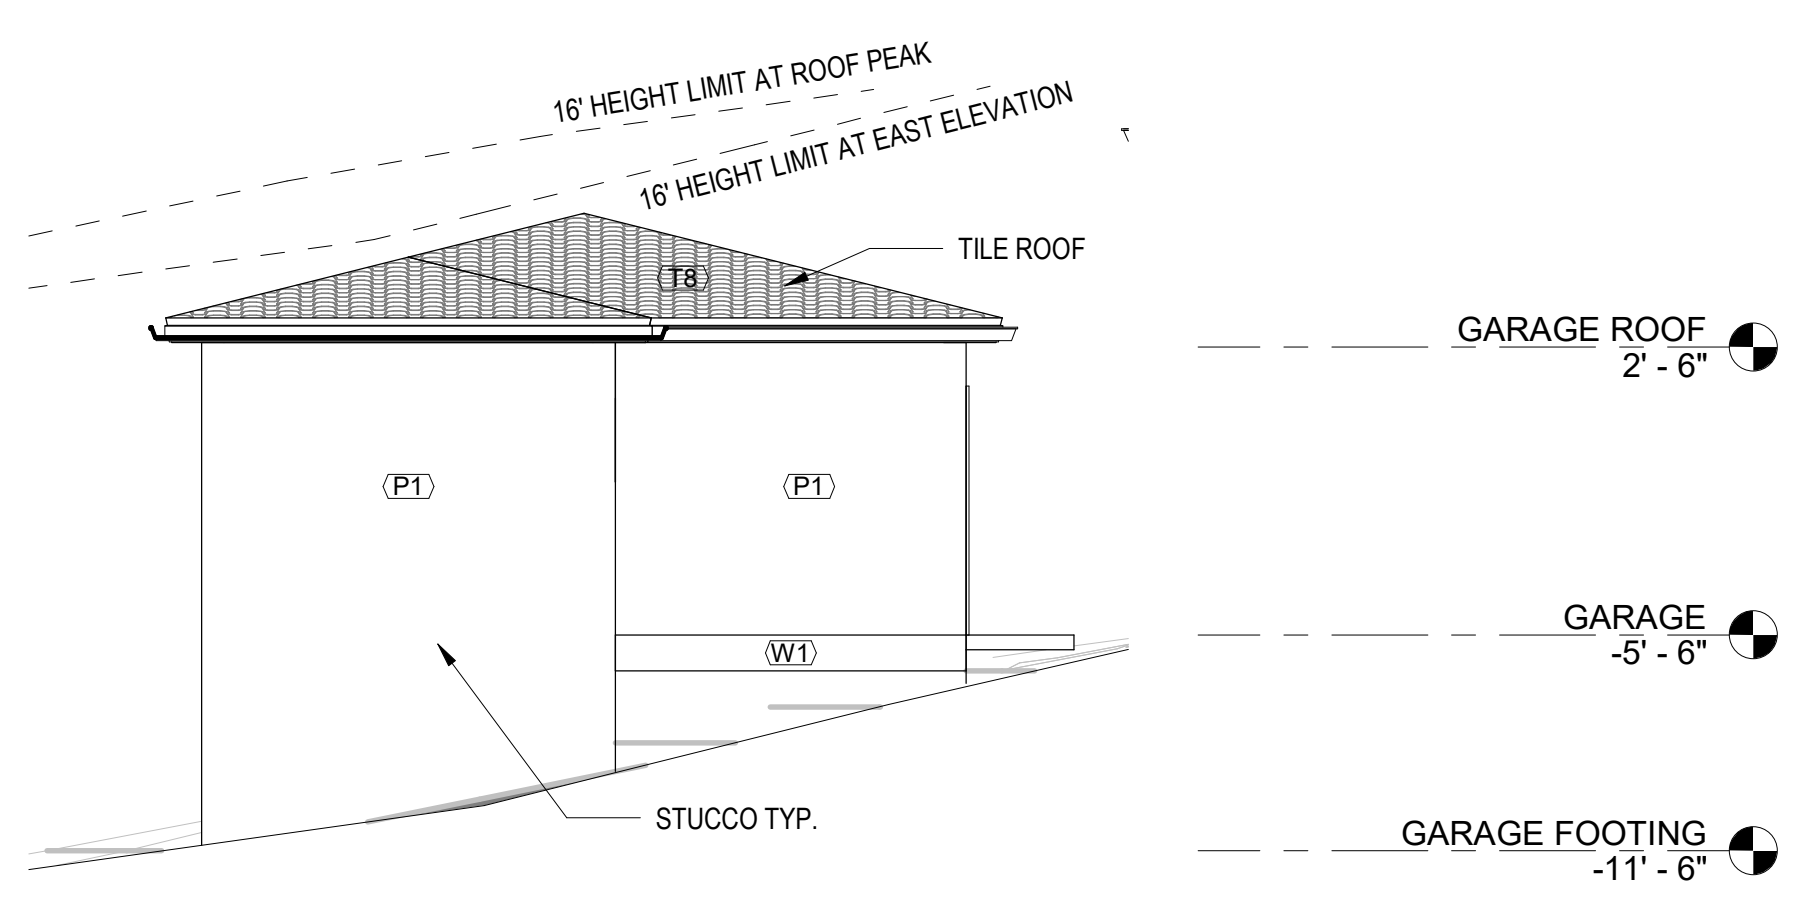 16' HEIGHT LIMIT AT ROOF PEAK
16' HEIGHT LIMIT AT EAST ELEVATION
TILE ROOF
T8
GARAGE ROOF
2' - 6"
P1
P1
GARAGE
-5' - 6"
W1
STUCCO TYP.
GARAGE FOOTING
-11' - 6"